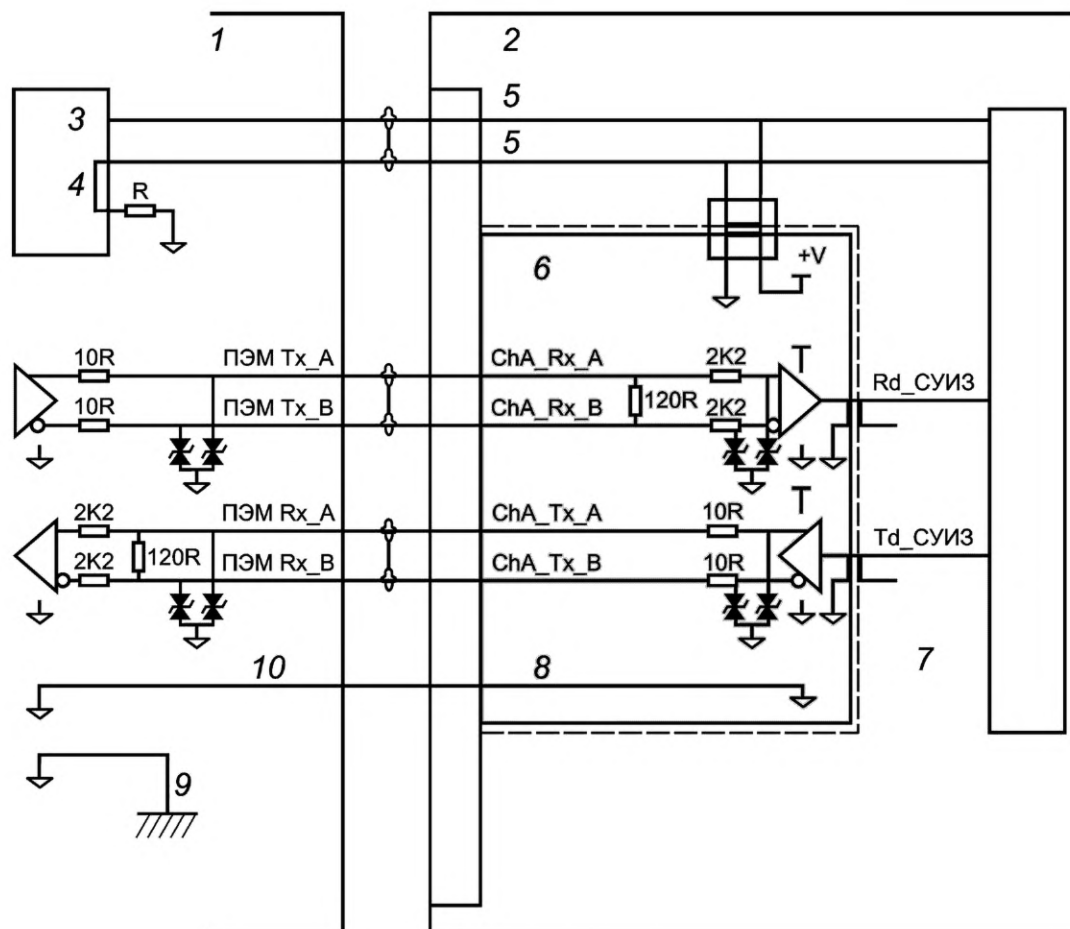 1
2
3
5
5
4
R
6
+V
10R
ПЭМ Tx_A
ChA_Rx_A
2K2
Rd_СУИЗ
120R
10R
ПЭМ Tx_B
ChA_Rx_B
2K2
2K2
ПЭМ Rx_A
ChA_Tx_A
10R
Td_СУИЗ
120R
2K2
ПЭМ Rx_B
ChA_Tx_B
10R
7
10
8
9